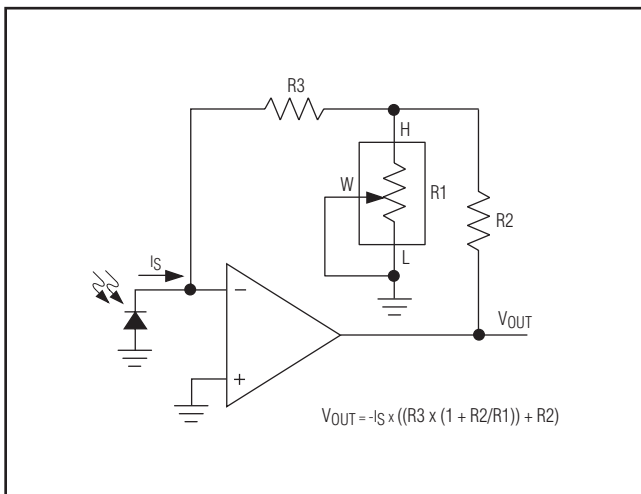 R3
H
W
R1
R2
L
IS
−
VOUT
+
VOUT = -IS x ((R3 x (1 + R2/R1)) + R2)